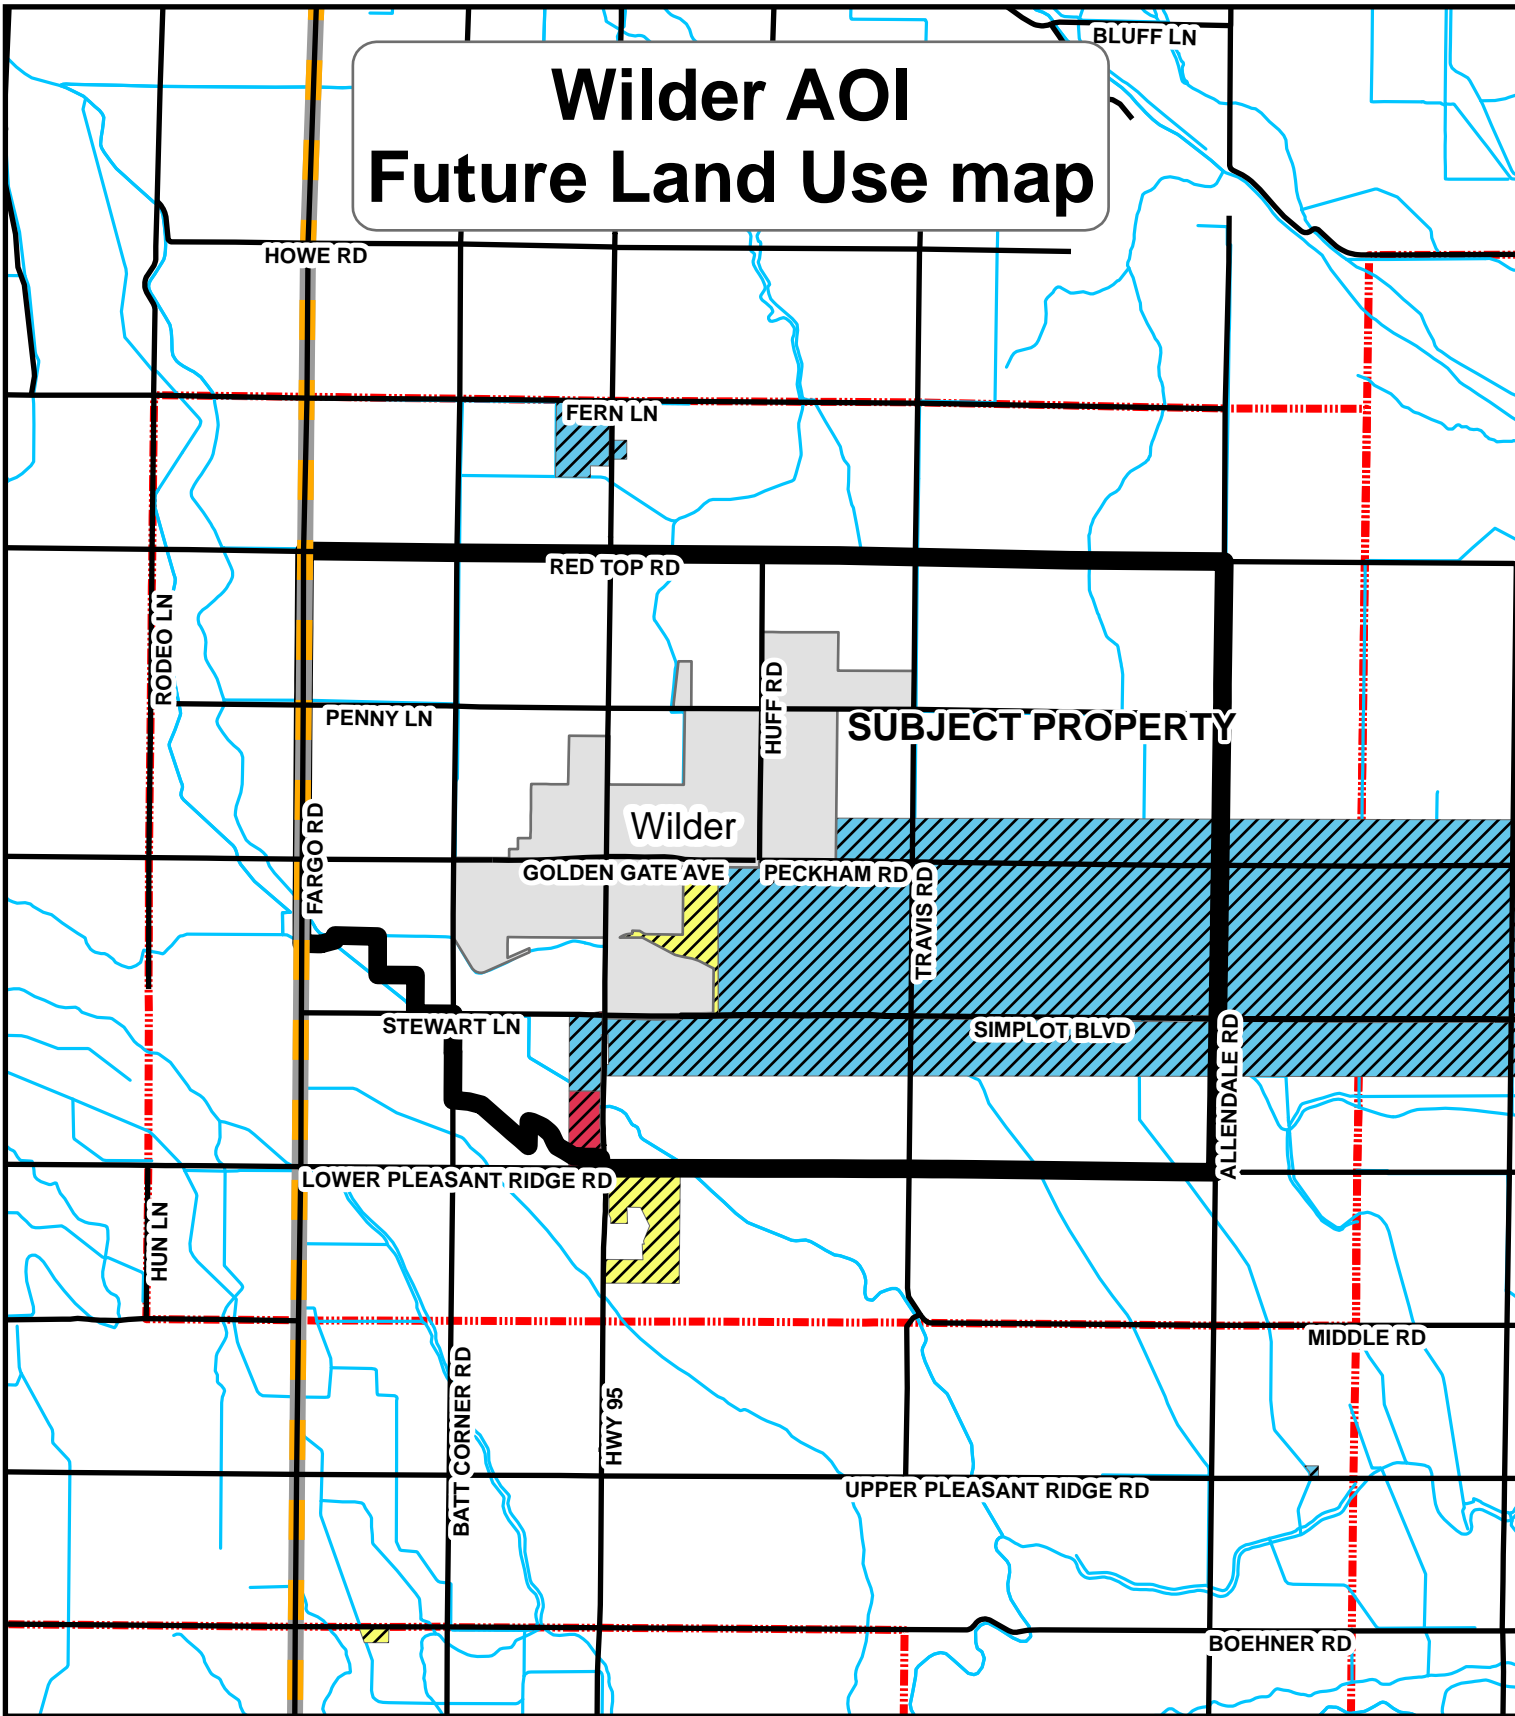 BLUFF LN
Wilder AOI
Future Land Use map
HOWE RD
FERN LN
RED TOP RD
RODEO LN
HUFF RD
PENNY LN
SUBJECT PROPERTY
Wilder
FARGO RD
GOLDEN GATE AVE
PECKHAM RD
TRAVIS RD
STEWART LN
SIMPLOT BLVD
ALLENDALE RD
LOWER PLEASANT RIDGE RD
HUN LN
MIDDLE RD
BATT CORNER RD
HWY 95
UPPER PLEASANT RIDGE RD
BOEHNER RD